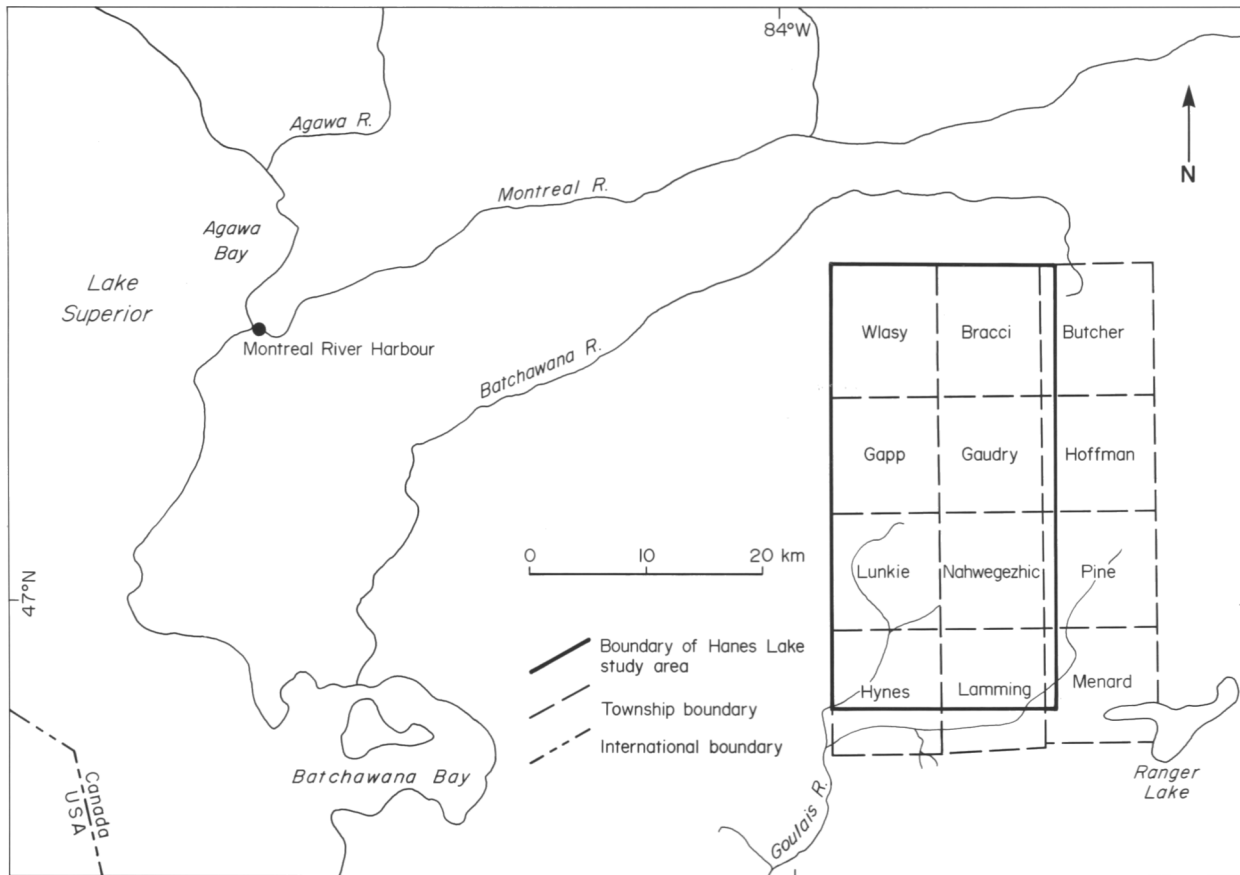 84°W
Agawa R.
N
Montreal R.
Agawa
Bay
Lake
Superior
Montreal River Harbour
Wlasy
Bracci
Butcher
Batchawana R.
Gapp
Gaudry
Hoffman
0
10
20 km
Lunkie
Nahwegezhic
Pine
47°N
Boundary of Hanes Lake
study area
Township boundary
International boundary
Hynes
Lamming
Menard
Batchawana Bay
Ranger
Lake
Canada
USA
Goulais R.